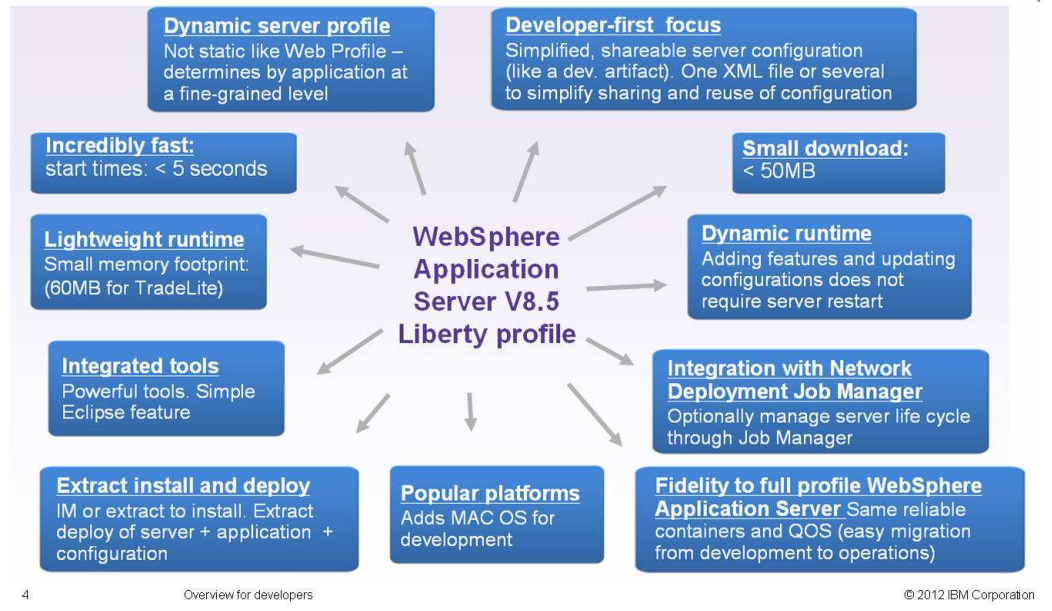 Dynamic server profile
Not static like Web Profile –
determines by application at
a fine-grained level
Developer-first focus
Simplified, shareable server configuration
(like a dev. artifact). One XML file or several
to simplify sharing and reuse of configuration
Incredibly fast:
start times: < 5 seconds
Small download:
< 50MB
Lightweight runtime
Small memory footprint:
(60MB for TradeLite)
WebSphere
Application
Server V8.5
Liberty profile
Dynamic runtime
Adding features and updating
configurations does not
require server restart
Integrated tools
Powerful tools. Simple
Eclipse feature
Integration with Network
Deployment Job Manager
Optionally manage server life cycle
through Job Manager
Extract install and deploy
IM or extract to install. Extract
deploy of server + application +
configuration
Popular platforms
Adds MAC OS for
development
Fidelity to full profile WebSphere
Application Server Same reliable
containers and QOS (easy migration
from development to operations)
4
Overview for developers
© 2012 IBM Corporation